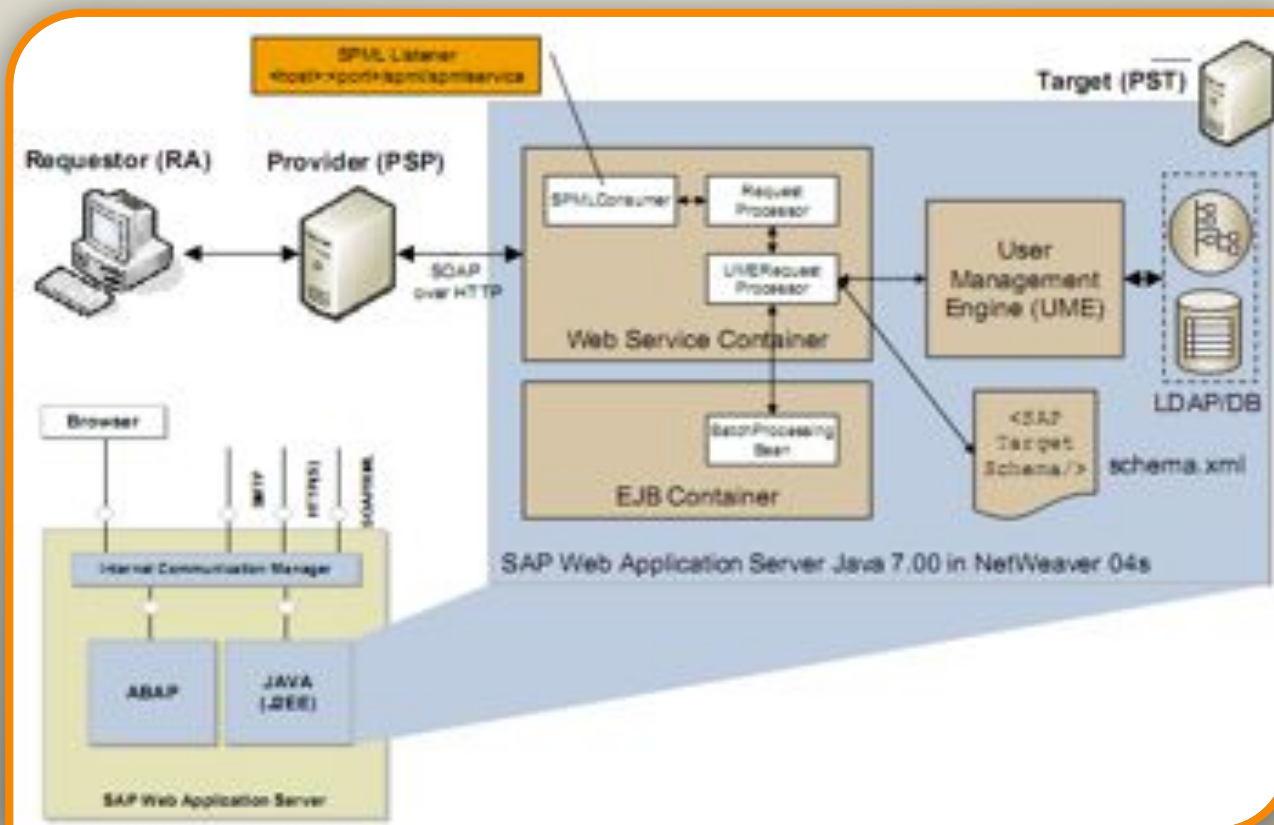 SPML Listener
<host>:<port>/spml/spmlservice
Target (PST)
Requestor (RA)
Provider (PSP)
SPMLConsumer
Request
Processor
SOAP
over HTTP
UMERequest
Processor
User
Management
Engine (UME)
Web Service Container
LDAP/DB
Browser
BatchProcessing
Bean
<SAP
Target
Schema/>
schema.xml
EJB Container
SMTP
HTTP(S)
SOAP/XML
Internet Communication Manager
SAP Web Application Server Java 7.00 in NetWeaver 04s
ABAP
JAVA
(J2EE)
SAP Web Application Server